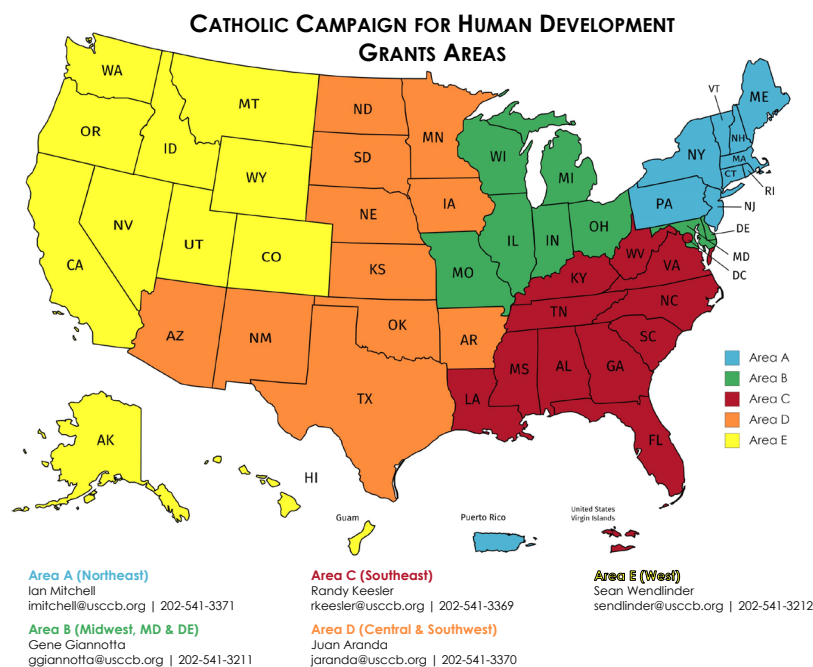 CATHOLIC CAMPAIGN FOR HUMAN DEVELOPMENT
GRANTS AREAS
WA
MT
ND
MN
VT
ME
OR
ID
SD
WI
NY
NH
MA
WY
MI
CT
RI
NE
IA
PA
NJ
NV
UT
CO
IL
IN
OH
DE
CA
KS
MO
WV
VA
MD
DC
KY
AZ
NM
OK
AR
TN
NC
SC
MS
AL
GA
TX
LA
FL
Area A
Area B
Area C
Area D
Area E
AK
HI
Guam
Puerto Rico
United States
Virgin Islands
Area A (Northeast)
Ian Mitchell
imitchell@usccb.org | 202-541-3371
Area B (Midwest, MD & DE)
Gene Giannotta
ggiannotta@usccb.org | 202-541-3211
Area C (Southeast)
Randy Keesler
rkeesler@usccb.org | 202-541-3369
Area D (Central & Southwest)
Juan Aranda
jaranda@usccb.org | 202-541-3370
Area E (West)
Sean Wendlinder
sendlinder@usccb.org | 202-541-3212